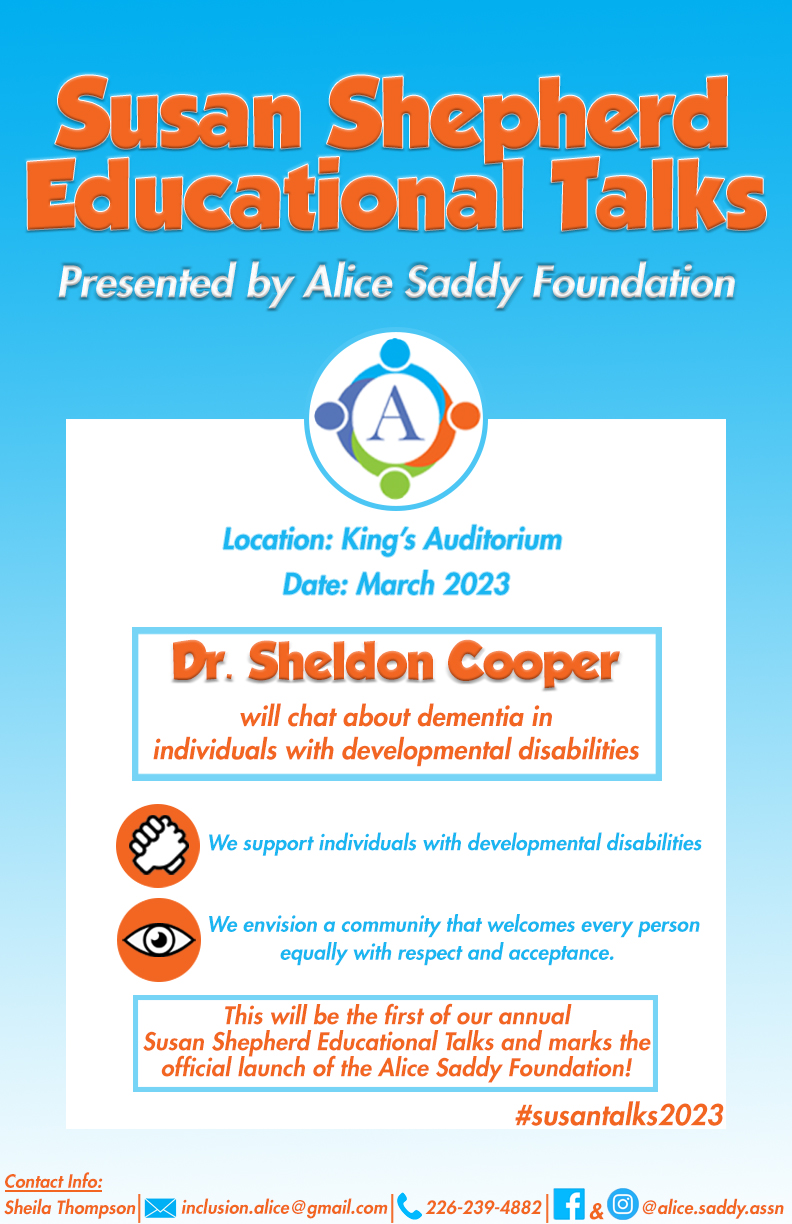 Susan Shepherd
Educational Talks
Presented by Alice Saddy Foundation
A
Location: King's Auditorium
Date: March 2023
Dr. Sheldon Cooper
will chat about dementia in
individuals with developmental disabilities
We support individuals with developmental disabilities
We envision a community that welcomes every person
equally with respect and acceptance.
This will be the first of our annual
Susan Shepherd Educational Talks and marks the
official launch of the Alice Saddy Foundation!
#susantalks2023
Contact Info:
Sheila Thompson| inclusion.alice@gmail.com| 226-239-4882| & @alice.saddy.assn